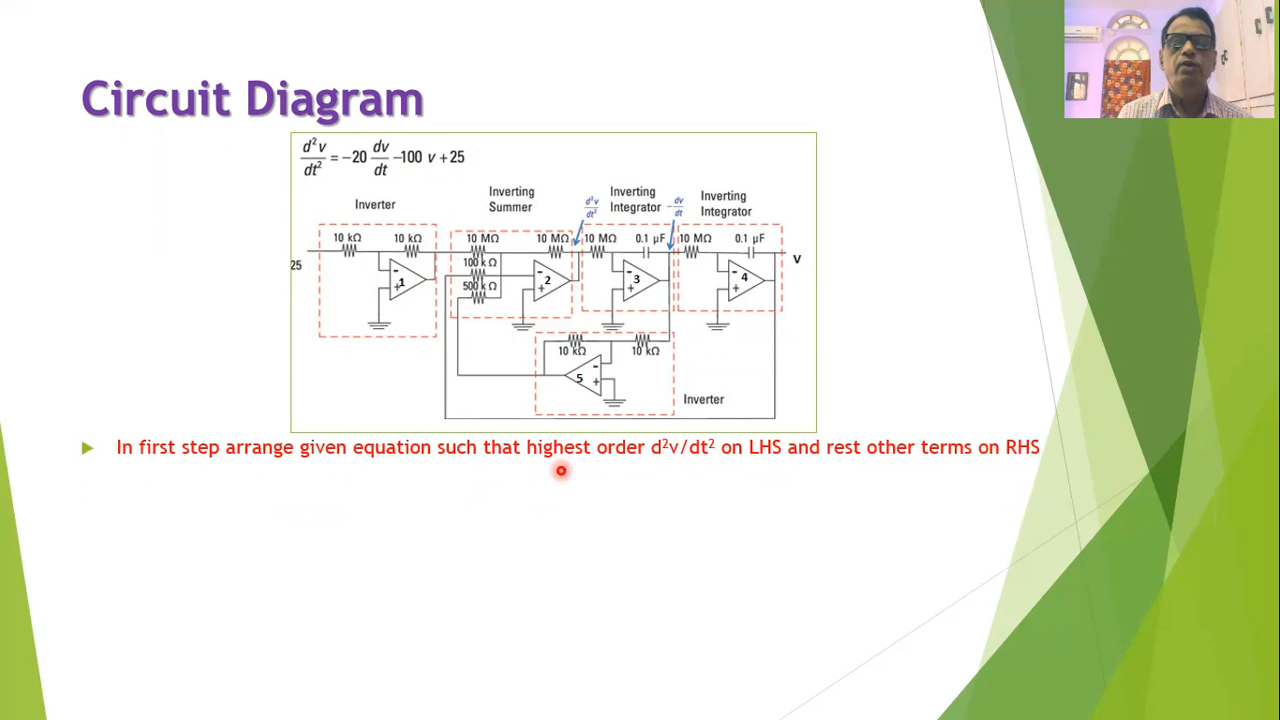 Circuit Diagram
d²v/dt² = -20 dv/dt -100 v + 25
Inverter
Inverting Summer
d²v/dt²
Inverting Integrator
-dv/dt
Inverting Integrator
10 kΩ 10 kΩ 10 MΩ 10 MΩ 10 MΩ 0.1 µF 10 MΩ 0.1 µF
25
100 k Ω
500 k Ω
V
- + 1
- + 2
- + 3
- + 4
10 kΩ 10 kΩ
5 - +
Inverter
In first step arrange given equation such that highest order d²v/dt² on LHS and rest other terms on RHS